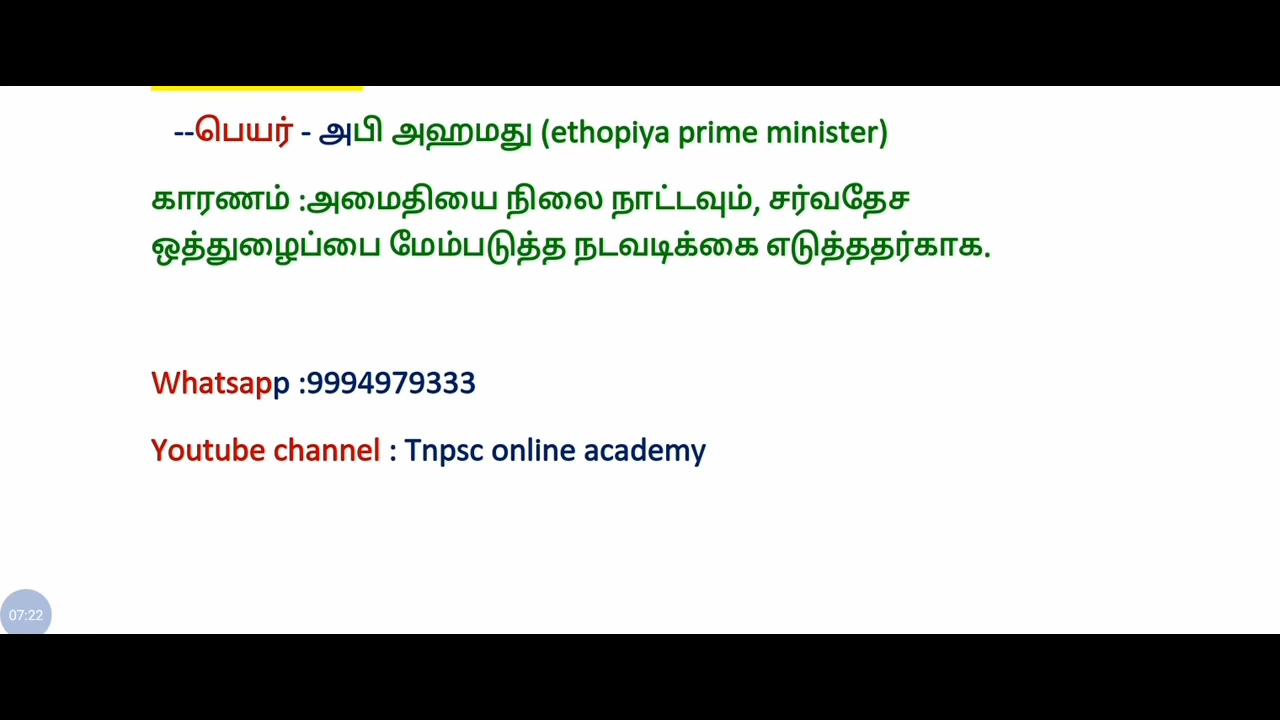 --பெயர் - அபி அஹமது (ethopiya prime minister)
காரணம் :அமைதியை நிலை நாட்டவும், சர்வதேச
ஒத்துழைப்பை மேம்படுத்த நடவடிக்கை எடுத்ததர்காக.
Whatsapp :9994979333
Youtube channel : Tnpsc online academy
07:22